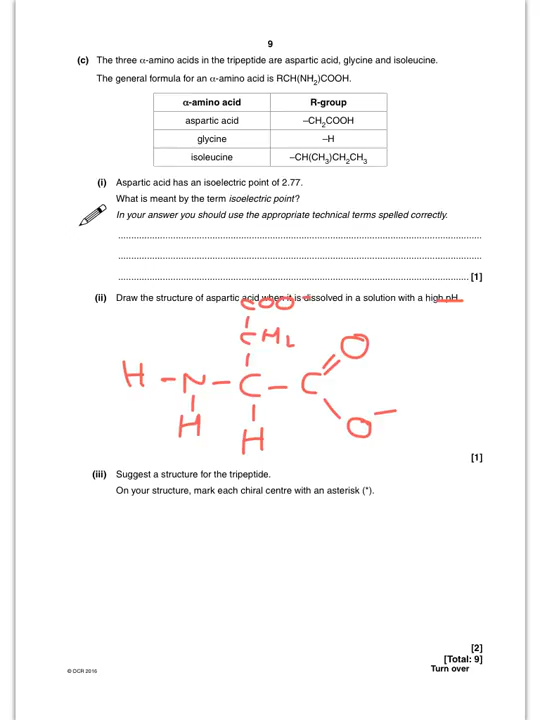 9
(c) The three α-amino acids in the tripeptide are aspartic acid, glycine and isoleucine.
The general formula for an α-amino acid is RCH(NH2)COOH.
α-amino acid R-group
aspartic acid –CH2COOH
glycine –H
isoleucine –CH(CH3)CH2CH3
(i) Aspartic acid has an isoelectric point of 2.77.
What is meant by the term isoelectric point?
In your answer you should use the appropriate technical terms spelled correctly.
[1]
(ii) Draw the structure of aspartic acid when it is dissolved in a solution with a high pH.
COO–
CH2
O
H – N – C – C
H H O –
[1]
(iii) Suggest a structure for the tripeptide.
On your structure, mark each chiral centre with an asterisk (*).
[2]
[Total: 9]
© OCR 2016 Turn over